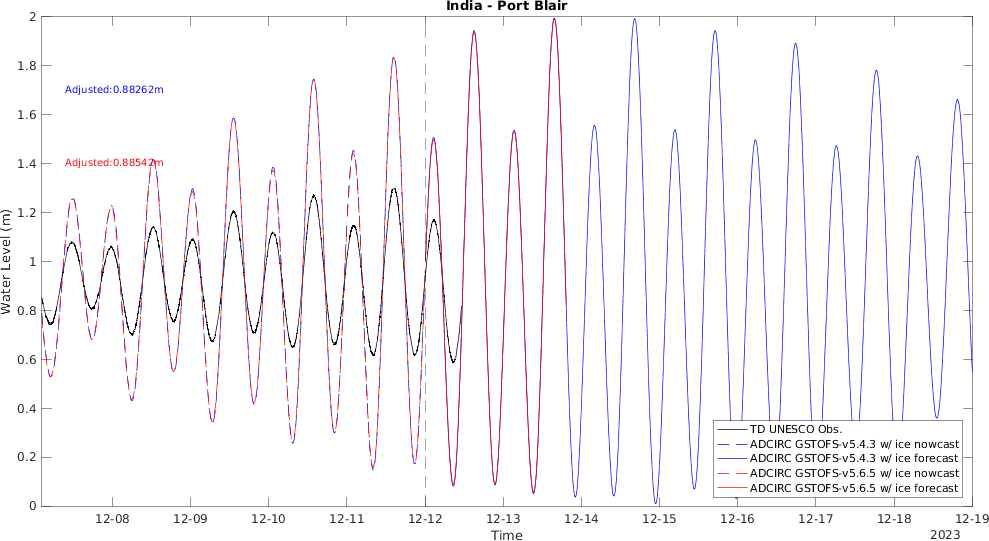 India - Port Blair
Water Level (m)
2
1.8
1.6
1.4
1.2
1
0.8
0.6
0.4
0.2
0
Adjusted:0.88262m
Adjusted:0.88542m
TD UNESCO Obs.
ADCIRC GSTOFS-v5.4.3 w/ ice nowcast
ADCIRC GSTOFS-v5.4.3 w/ ice forecast
ADCIRC GSTOFS-v5.6.5 w/ ice nowcast
ADCIRC GSTOFS-v5.6.5 w/ ice forecast
12-08 12-09 12-10 12-11 12-12 12-13 12-14 12-15 12-16 12-17 12-18 12-19
Time
2023